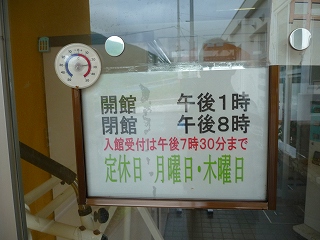 開館 午後1時
閉館 午後8時
入館受付は午後7時30分まで
定休日:月曜日・木曜日